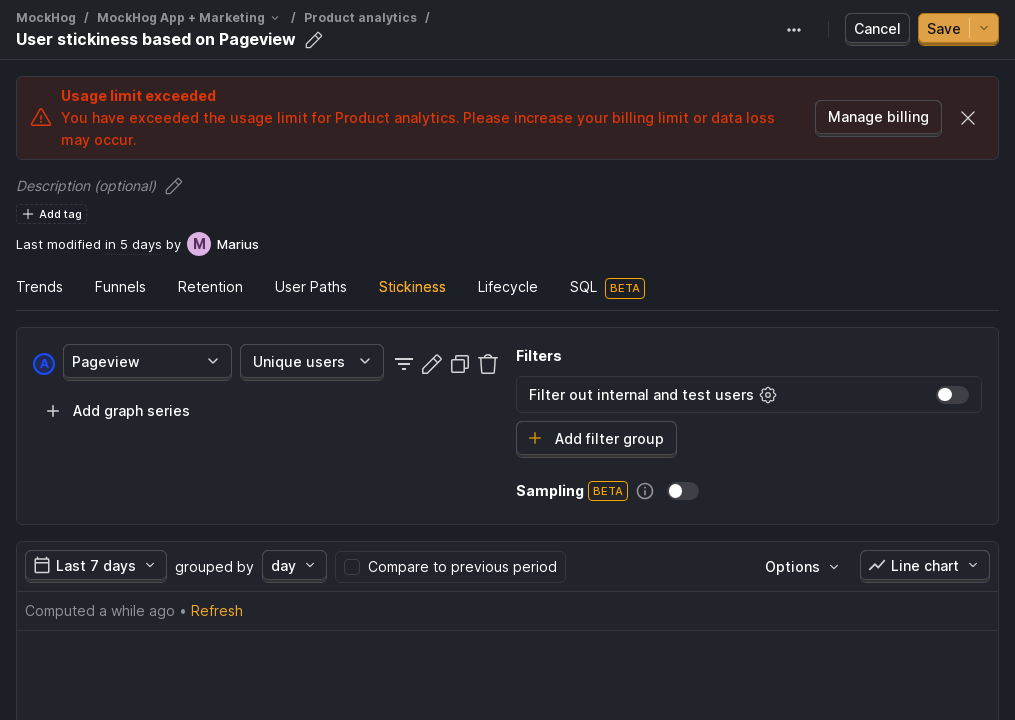 MockHog / MockHog App + Marketing / Product analytics /
User stickiness based on Pageview
Cancel
Save
Usage limit exceeded
You have exceeded the usage limit for Product analytics. Please increase your billing limit or data loss
may occur.
Manage billing
Description (optional)
Add tag
Last modified in 5 days by M Marius
Trends Funnels Retention User Paths Stickiness Lifecycle SQL BETA
A Pageview Unique users
Add graph series
Filters
Filter out internal and test users
Add filter group
Sampling BETA
Last 7 days grouped by day Compare to previous period Options Line chart
Computed a while ago • Refresh